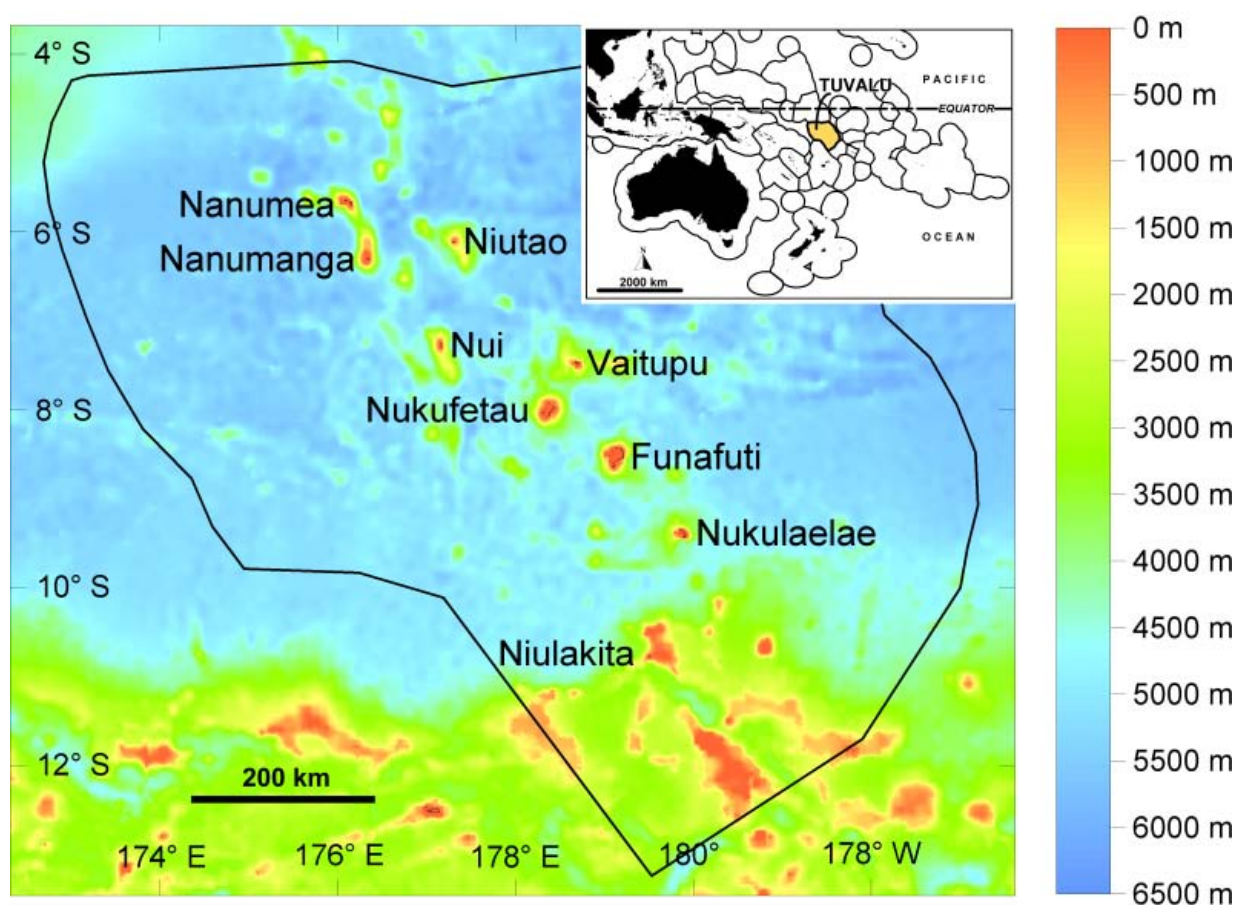 4° S
6° S
8° S
10° S
12° S
Nanumea
Nanumanga
Niutao
Nui
Vaitupu
Nukufetau
Funafuti
Nukulaelae
Niulakita
200 km
174° E
176° E
178° E
180°
178° W
TUVALU
PACIFIC
EQUATOR
OCEAN
N
2000 km
0 m
500 m
1000 m
1500 m
2000 m
2500 m
3000 m
3500 m
4000 m
4500 m
5000 m
5500 m
6000 m
6500 m